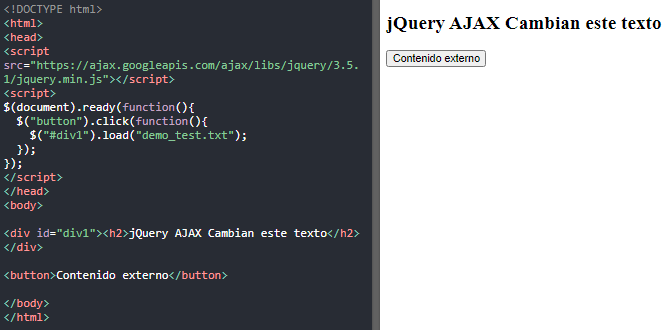 <!DOCTYPE html>
<html>
<head>
<script
src="https://ajax.googleapis.com/ajax/libs/jquery/3.5.
1/jquery.min.js"></script>
<script>
$(document).ready(function(){
  $("button").click(function(){
    $("#div1").load("demo_test.txt");
  });
});
</script>
</head>
<body>
<div id="div1"><h2>jQuery AJAX Cambian este texto</h2>
</div>
<button>Contenido externo</button>
</body>
</html>
jQuery AJAX Cambian este texto
Contenido externo